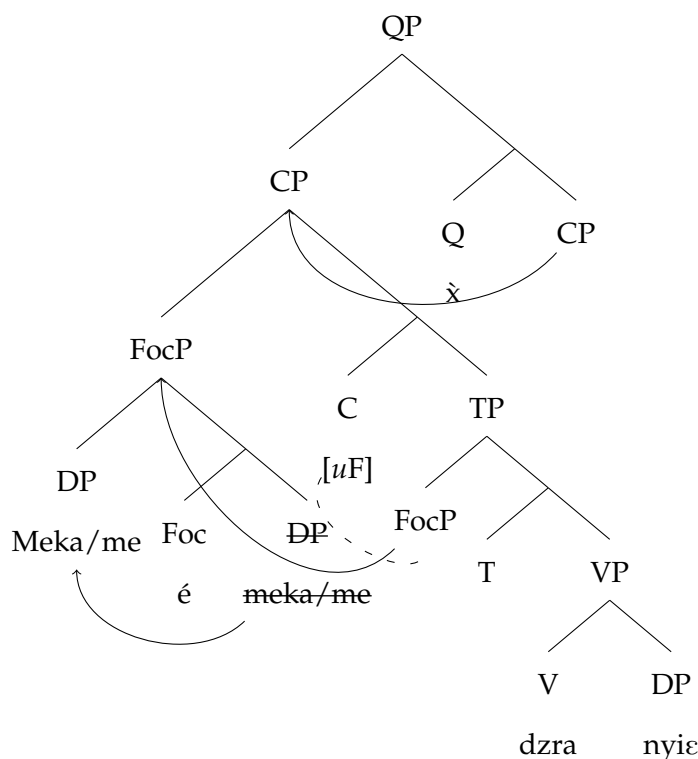 QP
CP
Q
CP
x̀
FocP
C
TP
DP
[uF]
FocP
Meka/me
Foc
DP
T
VP
é
meka/me
V
DP
dzra
nyiɛ